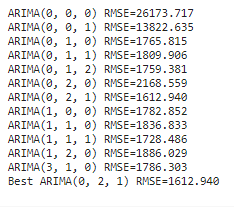 ARIMA(0, 0, 0) RMSE=26173.717
ARIMA(0, 0, 1) RMSE=13822.635
ARIMA(0, 1, 0) RMSE=1765.815
ARIMA(0, 1, 1) RMSE=1809.906
ARIMA(0, 1, 2) RMSE=1759.381
ARIMA(0, 2, 0) RMSE=2168.559
ARIMA(0, 2, 1) RMSE=1612.940
ARIMA(1, 0, 0) RMSE=1782.852
ARIMA(1, 1, 0) RMSE=1836.833
ARIMA(1, 1, 1) RMSE=1728.486
ARIMA(1, 2, 0) RMSE=1886.029
ARIMA(3, 1, 0) RMSE=1786.303
Best ARIMA(0, 2, 1) RMSE=1612.940